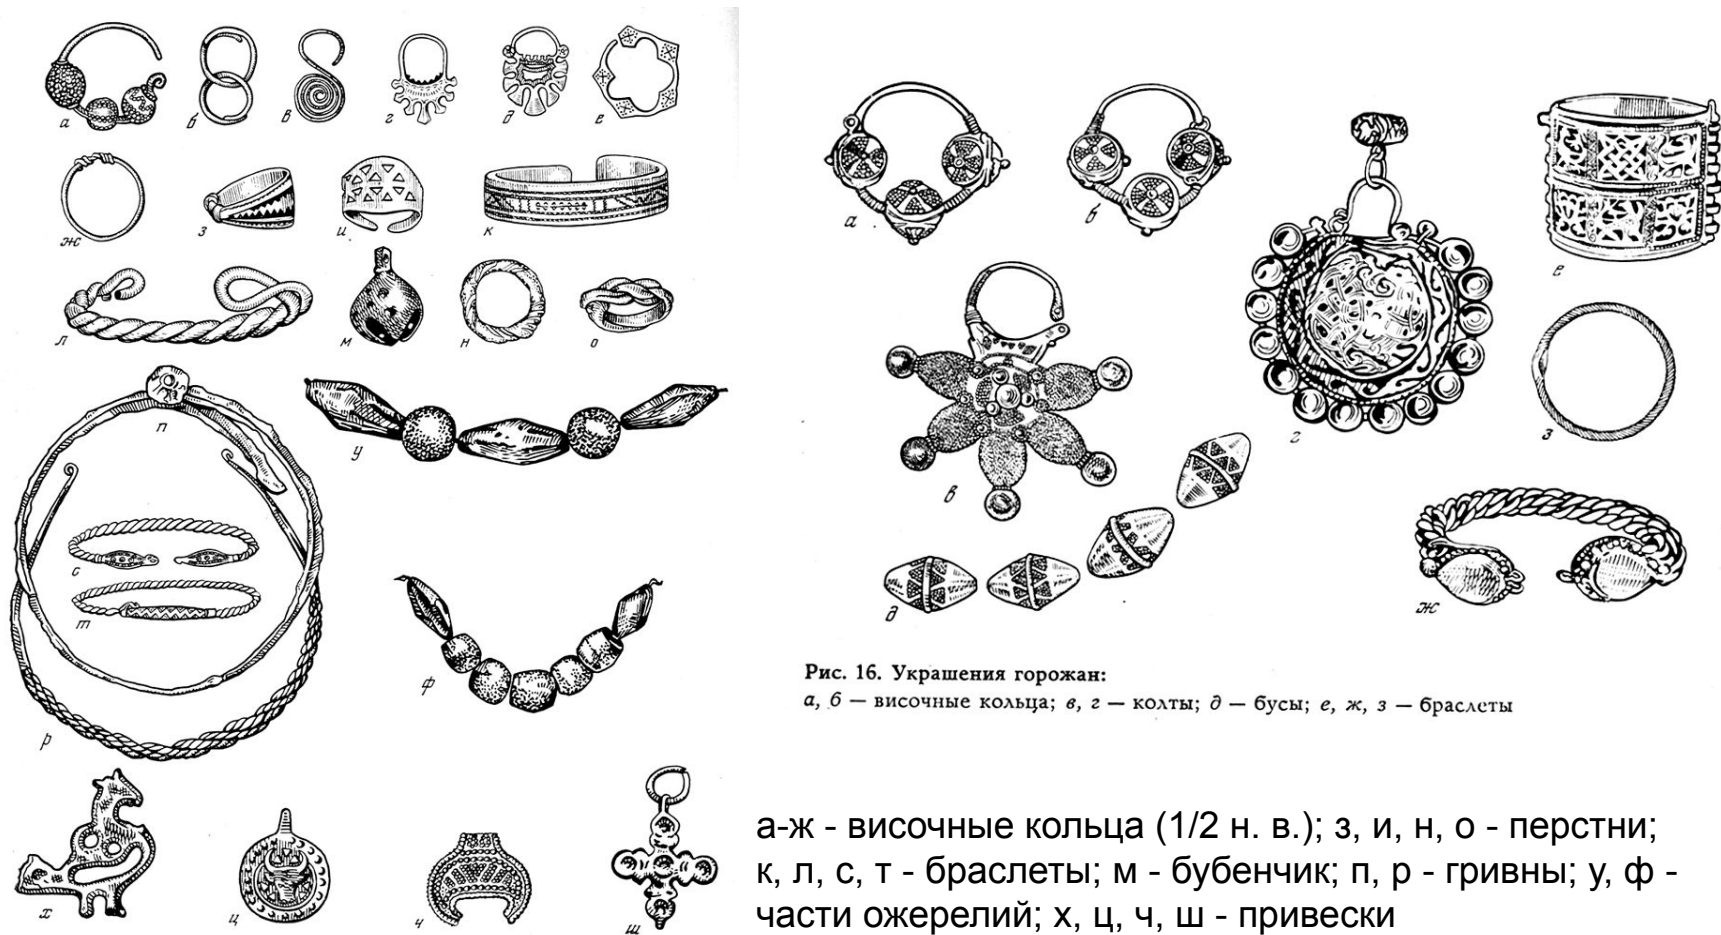 а б в г д е
ж з и к
л м н о
п у
с
т
ф
р
х ц ч ш
а в
е
г з
в
д ж
Рис. 16. Украшения горожан:
а, б — височные кольца; в, г — колты; д — бусы; е, ж, з — браслеты
а-ж - височные кольца (1/2 н. в.); з, и, н, о - перстни;
к, л, с, т - браслеты; м - бубенчик; п, р - гривны; у, ф -
части ожерелий; х, ц, ч, ш - привески